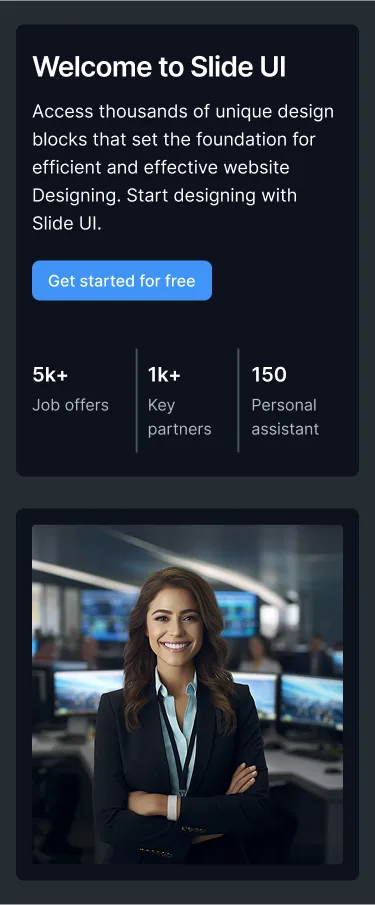 Welcome to Slide UI
Access thousands of unique design
blocks that set the foundation for
efficient and effective website
Designing. Start designing with
Slide UI.
Get started for free
5k+
Job offers
1k+
Key
partners
150
Personal
assistant